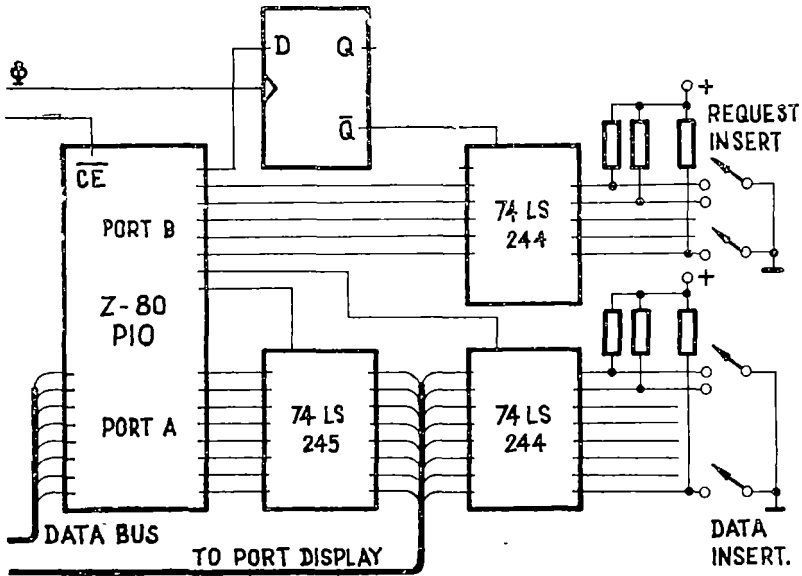 Φ
D Q
Q̅
C̅E̅
PORT B
Z-80
PIO
PORT A
74 LS
244
+
REQUEST
INSERT
+
74 LS
245
74 LS
244
DATA BUS
TO PORT DISPLAY
DATA
INSERT.